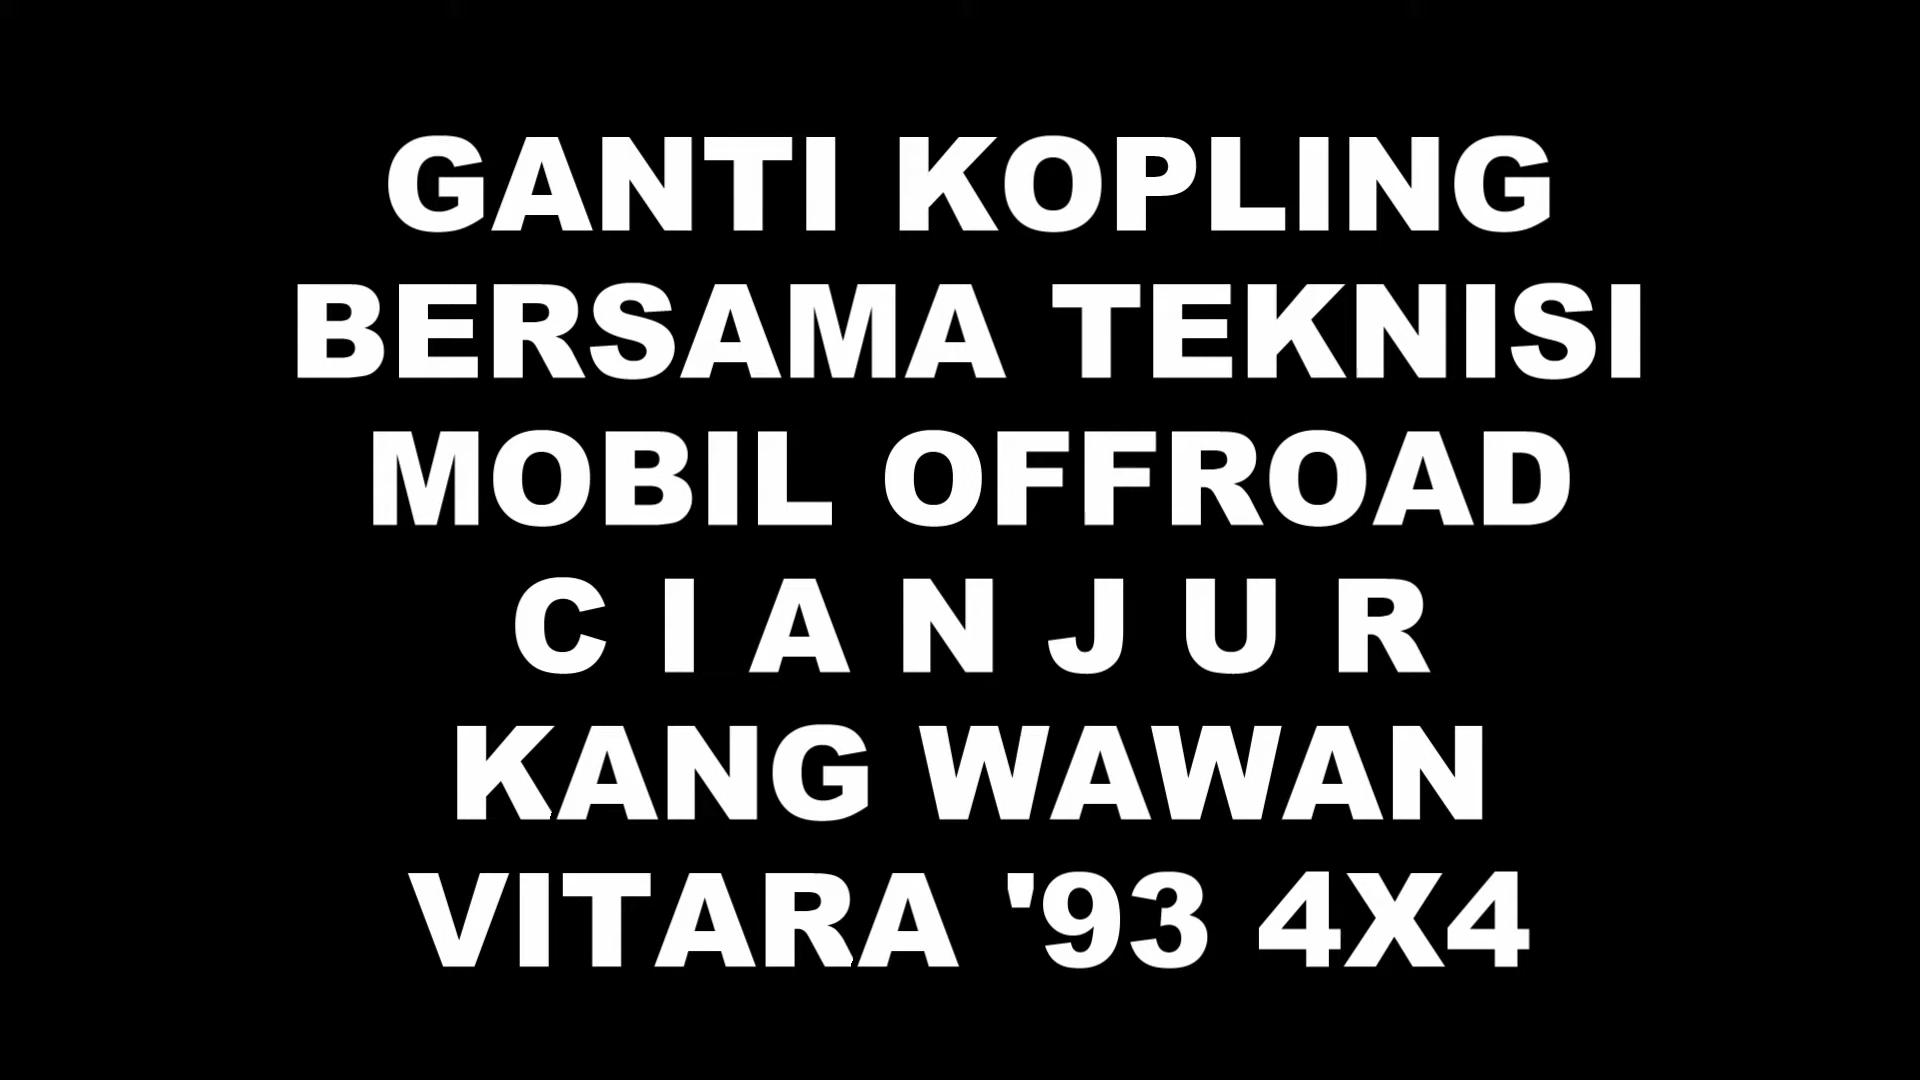 GANTI KOPLING
BERSAMA TEKNISI
MOBIL OFFROAD
C I A N J U R
KANG WAWAN
VITARA '93 4X4